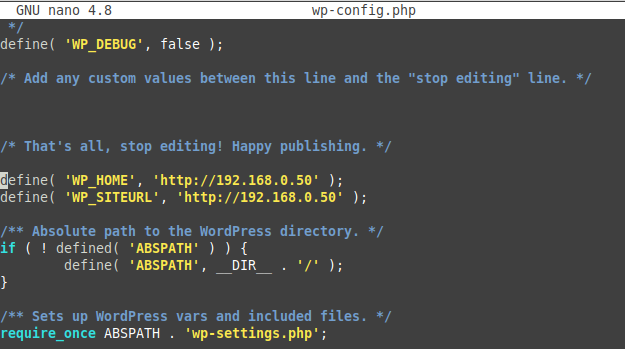 GNU nano 4.8 wp-config.php
*/
define( 'WP_DEBUG', false );
/* Add any custom values between this line and the "stop editing" line. */
/* That's all, stop editing! Happy publishing. */
define( 'WP_HOME', 'http://192.168.0.50' );
define( 'WP_SITEURL', 'http://192.168.0.50' );
/** Absolute path to the WordPress directory. */
if ( ! defined( 'ABSPATH' ) ) {
define( 'ABSPATH', __DIR__ . '/' );
}
/** Sets up WordPress vars and included files. */
require_once ABSPATH . 'wp-settings.php';